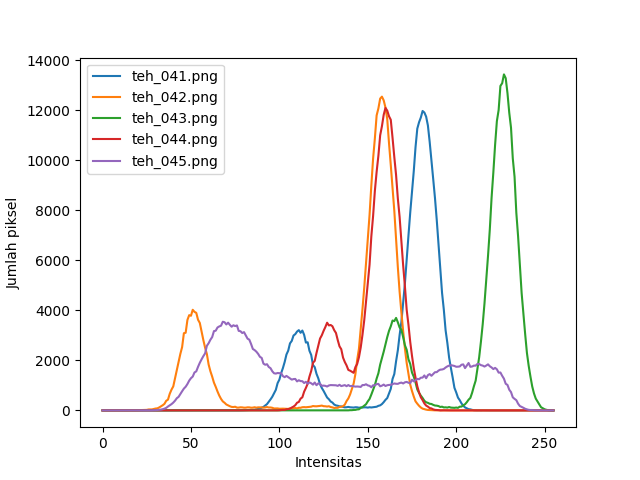 14000
12000
10000
8000
6000
4000
2000
0
Jumlah piksel
teh_041.png
teh_042.png
teh_043.png
teh_044.png
teh_045.png
0 50 100 150 200 250
Intensitas